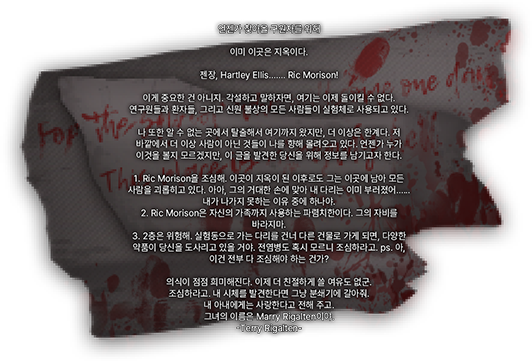 언젠가 찾아올 구원자를 위해
이미 이곳은 지옥이다.
젠장, Hartley Ellis....... Ric Morison!
이게 중요한 건 아니지. 각설하고 말하자면, 여기는 이제 돌이킬 수 없다.
연구원들과 환자들, 그리고 신원 불상의 모든 사람들이 실험체로 사용되고 있다.
나 또한 알 수 없는 곳에서 탈출해서 여기까지 왔지만, 더 이상은 한계다. 저
바깥에서 더 이상 사람이 아닌 것들이 나를 향해 몰려오고 있다. 언젠가 누가
이것을 볼지 모르겠지만, 이 글을 발견한 당신을 위해 정보를 남기고자 한다.
1. Ric Morison을 조심해. 이곳이 지옥이 된 이후로도 그는 이곳에 남아 모든
사람을 괴롭히고 있다. 아아, 그의 거대한 손에 맞아 내 다리는 이미 부러졌어......
내가 나가지 못하는 이유 중에 하나야.
2. Ric Morison은 자신의 가족까지 사용하는 파렴치한이다. 그의 자비를
바라지마.
3. 2층은 위험해. 실험동으로 가는 다리를 건너 다른 건물로 가게 되면, 다양한
약품이 당신을 도사리고 있을 거야. 전염병도 혹시 모르니 조심하라고. ps. 아,
이건 전부 다 조심해야 하는 건가?
의식이 점점 희미해진다. 이제 더 친절하게 쓸 여유도 없군.
조심하라고. 내 시체를 발견한다면 그냥 분쇄기에 갈아줘.
내 아내에게는 사랑한다고 전해 주고.
그녀의 이름은 Marry Rigalten이야.
-Terry Rigalten-